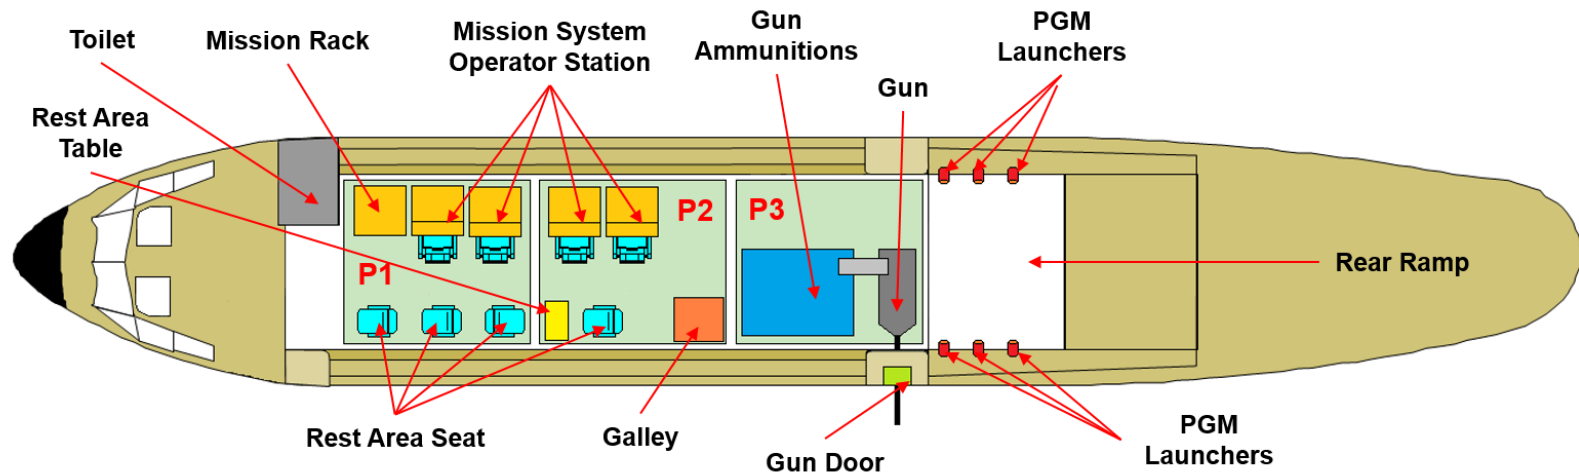 Toilet
Mission Rack
Mission System
Operator Station
Gun
Ammunitions
PGM
Launchers
Gun
Rest Area
Table
P1
P2
P3
Rear Ramp
Rest Area Seat
Galley
Gun Door
PGM
Launchers